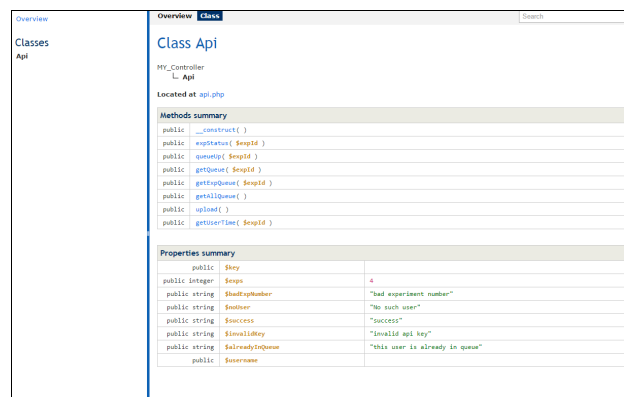 Overview
Classes
Api
Overview Class
Search
Class Api
MY_Controller
Api
Located at api.php
Methods summary
public __construct( )
public expStatus( $expId )
public queueUp( $expId )
public getQueue( $expId )
public getExpQueue( $expId )
public getAllQueue( )
public upload( )
public getUserTime( $expId )
Properties summary
public $key
public integer $exps 4
public string $badExpNumber "bad experiment number"
public string $noUser "No such user"
public string $success "success"
public string $invalidKey "invalid api key"
public string $alreadyInQueue "this user is already in queue"
public $username